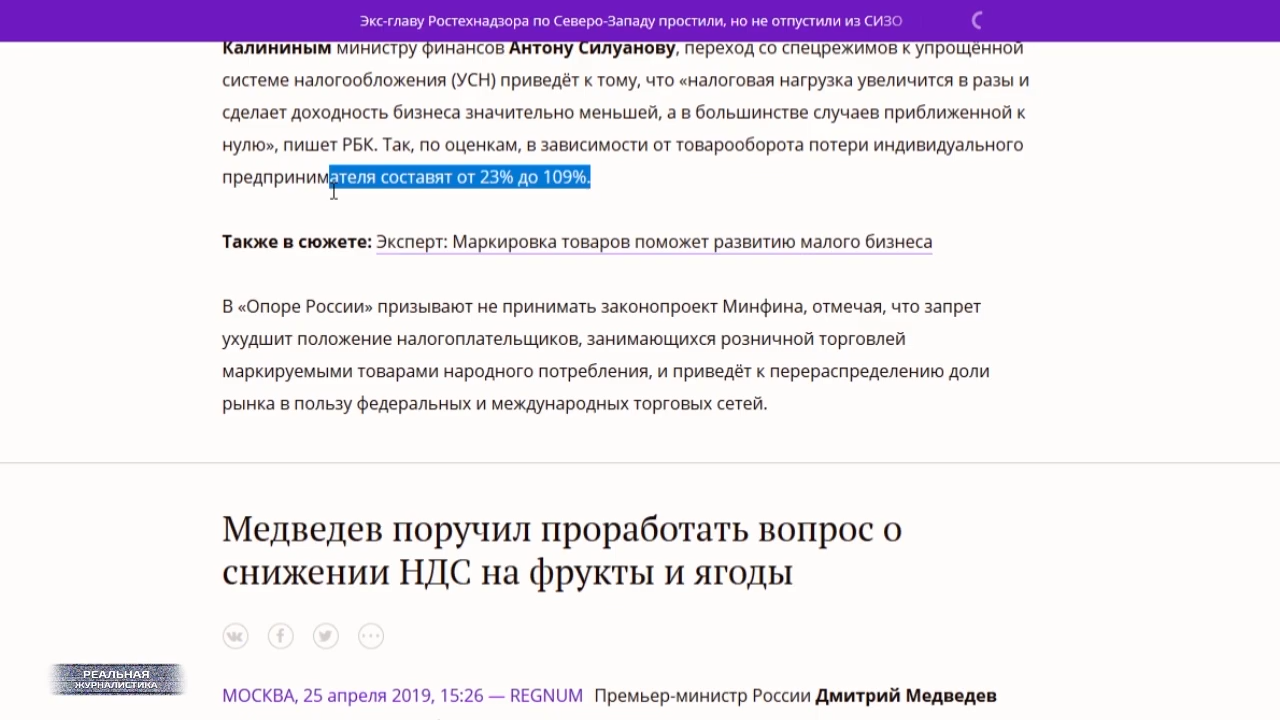 Экс-главу Ростехнадзора по Северо-Западу простили, но не отпустили из СИЗО
Калининым министру финансов Антону Силуанову, переход со спецрежимов к упрощённой
системе налогообложения (УСН) приведёт к тому, что «налоговая нагрузка увеличится в разы и
сделает доходность бизнеса значительно меньшей, а в большинстве случаев приближенной к
нулю», пишет РБК. Так, по оценкам, в зависимости от товарооборота потери индивидуального
предпринимателя составят от 23% до 109%.
Также в сюжете: Эксперт: Маркировка товаров поможет развитию малого бизнеса
В «Опоре России» призывают не принимать законопроект Минфина, отмечая, что запрет
ухудшит положение налогоплательщиков, занимающихся розничной торговлей
маркируемыми товарами народного потребления, и приведёт к перераспределению доли
рынка в пользу федеральных и международных торговых сетей.
Медведев поручил проработать вопрос о
снижении НДС на фрукты и ягоды
РЕАЛЬНАЯ
ЖУРНАЛИСТИКА
МОСКВА, 25 апреля 2019, 15:26 — REGNUM Премьер-министр России Дмитрий Медведев